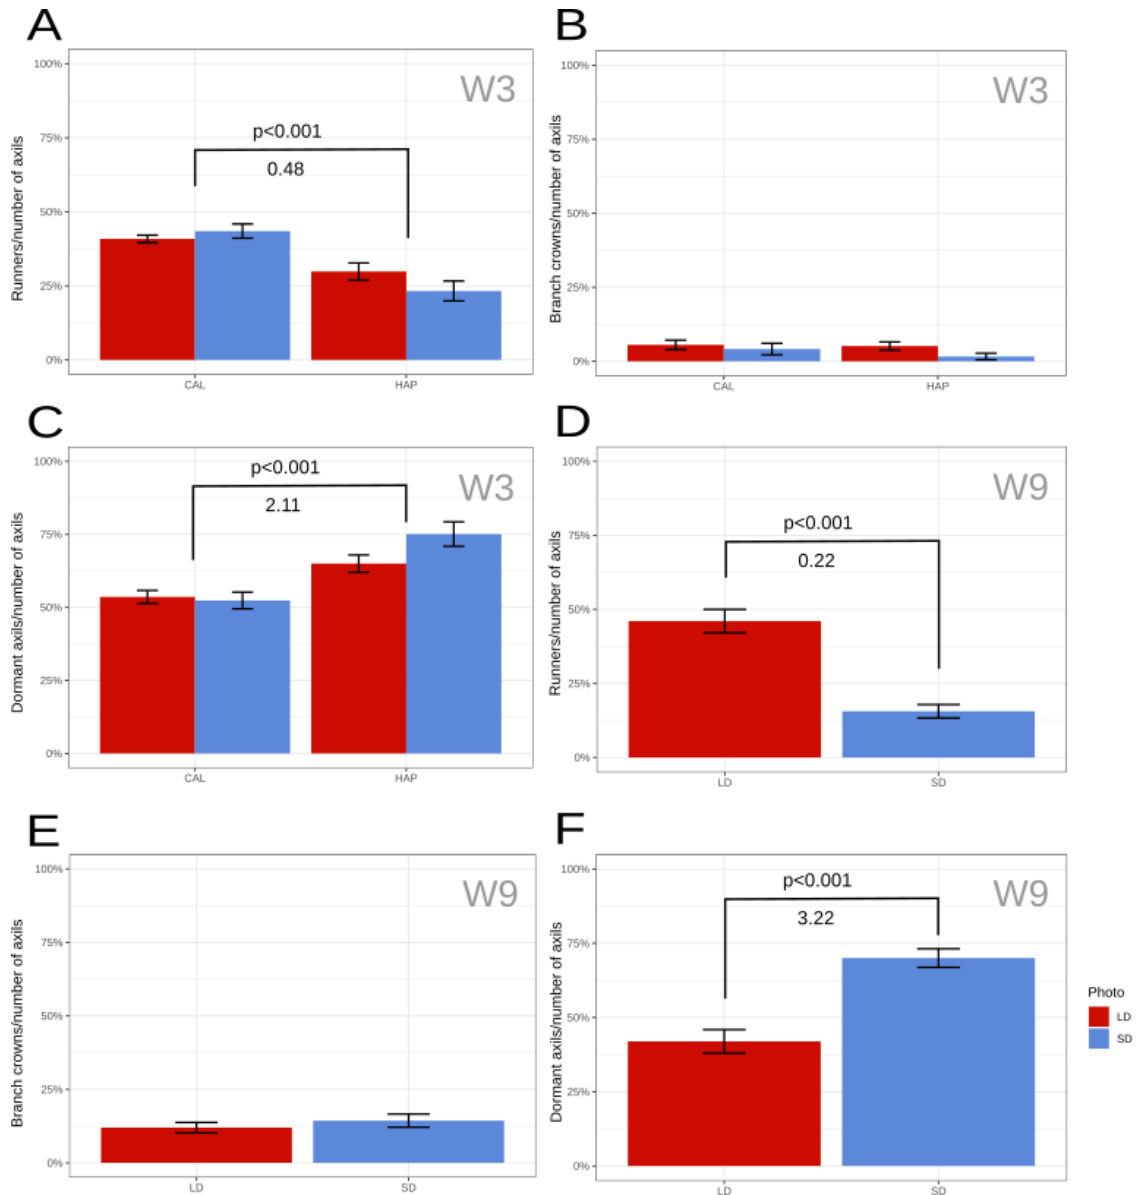 A
W3
100%
75%
50%
25%
0%
Runners/number of axils
p<0.001
0.48
CAL
HAP
B
W3
100%
75%
50%
25%
0%
Branch crowns/number of axils
CAL
HAP
C
W3
100%
75%
50%
25%
0%
Dormant axils/number of axils
p<0.001
2.11
CAL
HAP
D
W9
100%
75%
50%
25%
0%
Runners/number of axils
p<0.001
0.22
LD
SD
E
W9
100%
75%
50%
25%
0%
Branch crowns/number of axils
LD
SD
F
W9
100%
75%
50%
25%
0%
Dormant axils/number of axils
p<0.001
3.22
LD
SD
Photo
LD
SD